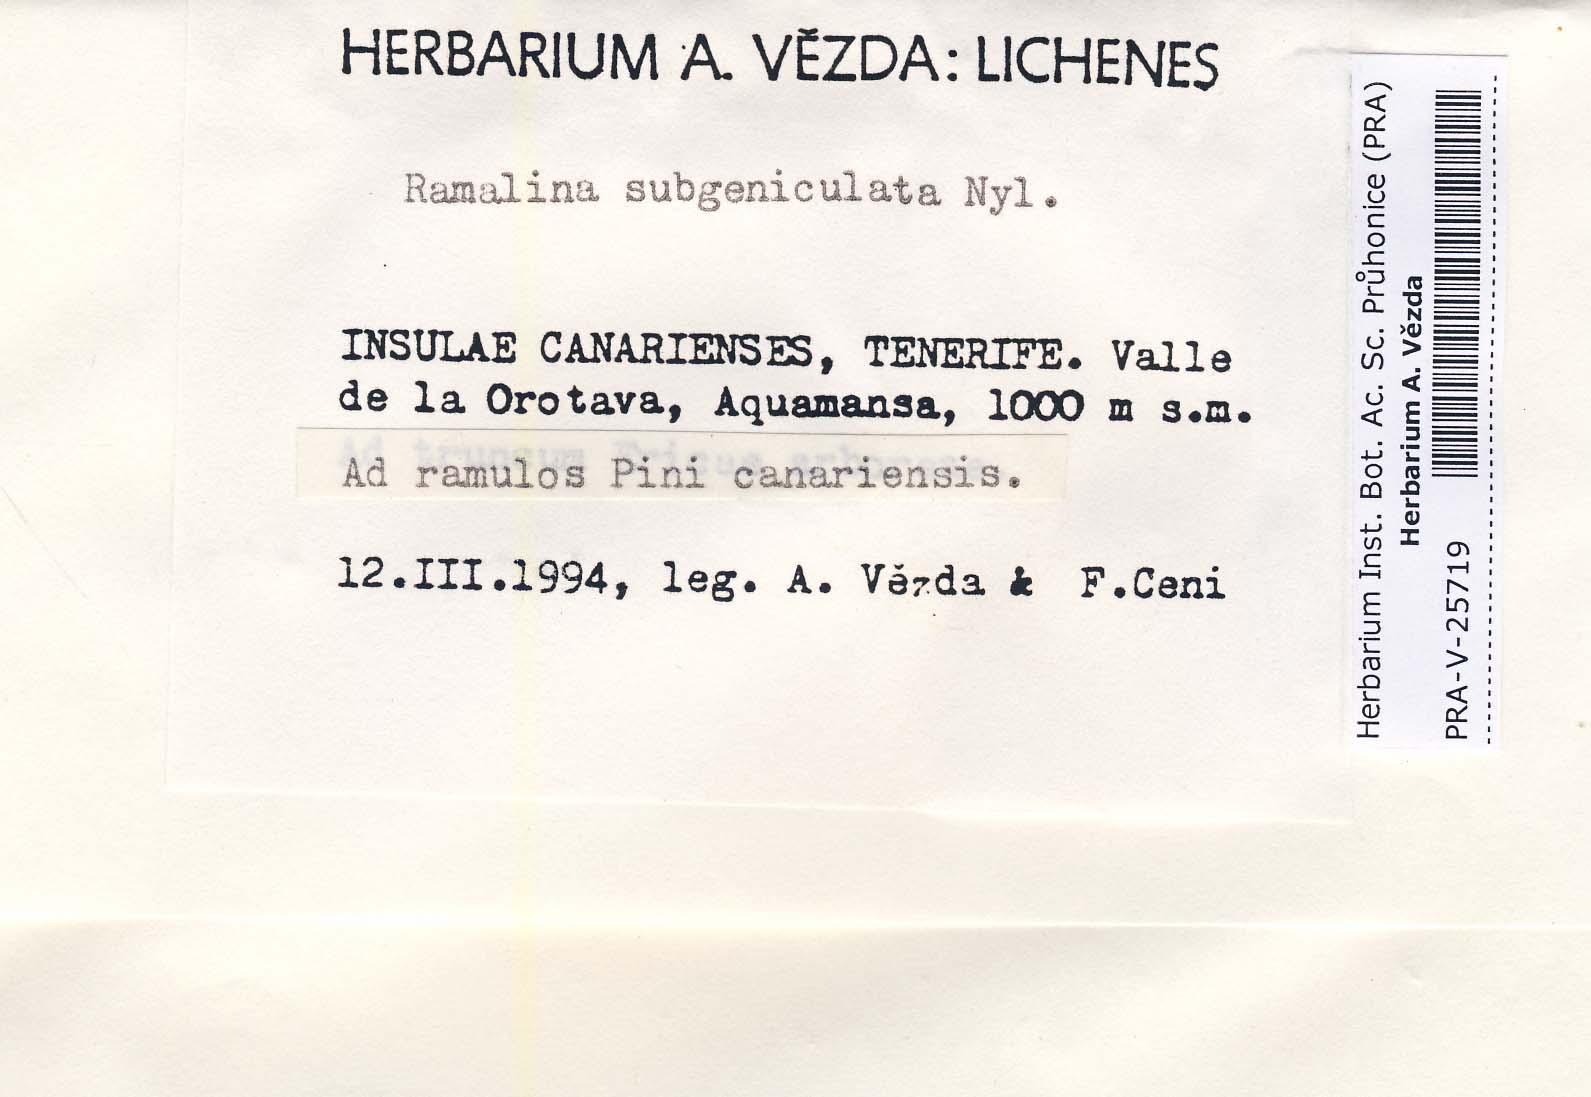 HERBARIUM A. VĚZDA: LICHENES
Ramalina subgeniculata Nyl.
INSULAE CANARIENSES, TENERIFE. Valle
de la Orotava, Aquamansa, 1000 m s.m.
Ad ramulos Pini canariensis.
12.III.1994, leg. A. Vězda & F.Ceni
Herbarium Inst. Bot. Ac. Sc. Průhonice (PRA)
Herbarium A. Vězda
PRA-V-25719